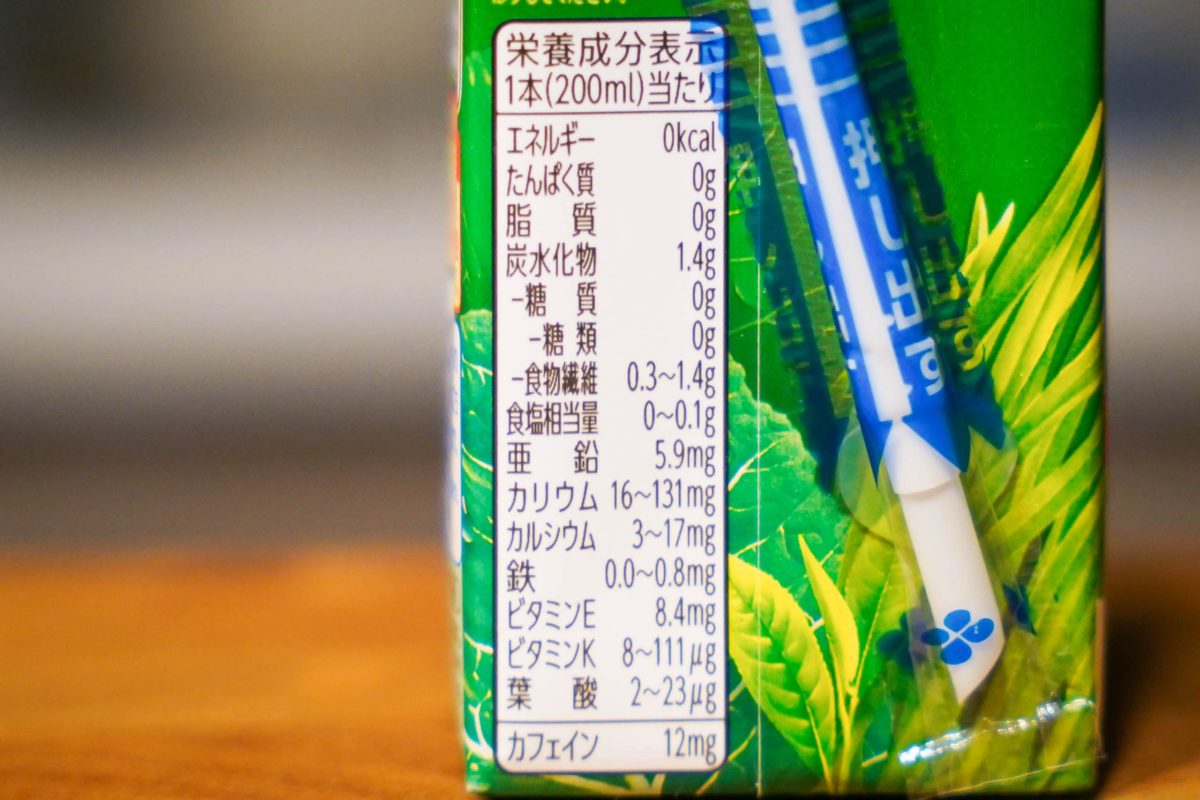 栄養成分表示
1本(200ml)当たり
エネルギー 0kcal
たんぱく質 0g
脂質 0g
炭水化物 1.4g
-糖質 0g
-糖類 0g
-食物繊維 0.3~1.4g
食塩相当量 0~0.1g
亜鉛 5.9mg
カリウム 16~131mg
カルシウム 3~17mg
鉄 0.0~0.8mg
ビタミンE 8.4mg
ビタミンK 8~111μg
葉酸 2~23μg
カフェイン 12mg
押し出す